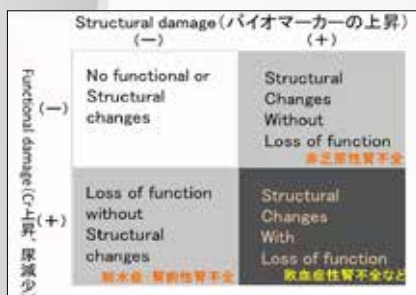 Structural damage(バイオマーカーの上昇)
(−) (+)
Functional damage(Cr上昇、尿減少)
(−)
No functional or
Structural
changes
Structural
Changes
Without
Loss of function
非乏尿性腎不全
(+)
Loss of function
without
Structural
changes
脱水症 腎前性腎不全
Structural
Changes
With
Loss of function
敗血症性腎不全など